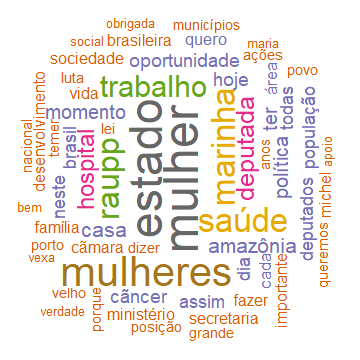 obrigada
municípios
social
brasileira
quero
maria
sociedade
oportunidade
ações
luta
trabalho
hoje
área
povo
vida
nacional
desenvolvimento
temer
momento
lei
brasil
hospital
raupp
neste
estado
mulher
marinha
deputada
anos
ter
todas
política
população
deputados
michel
apoio
queremos
bem
família
casa
saúde
porto
cãmara
dizer
amazônia
vexa
mulheres
dia
cada
importante
velho
porque
câncer
assim
fazer
verdade
ministério
secretaria
posição
grande